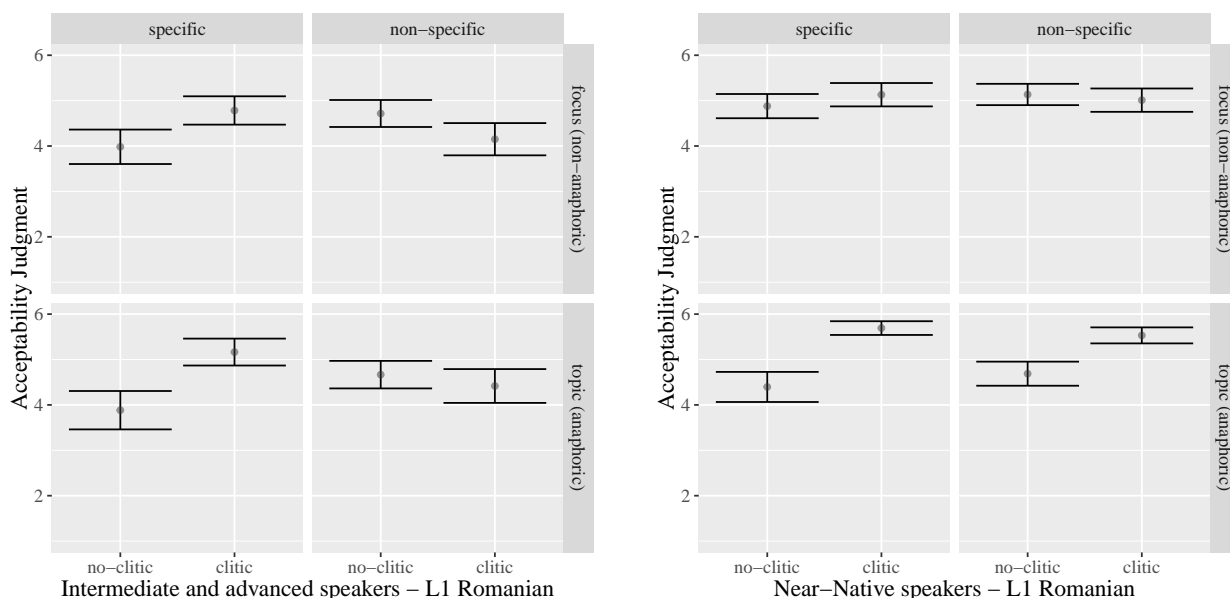 specific
non−specific
6
4
2
focus (non−anaphoric)
6
4
2
topic (anaphoric)
Acceptability Judgment
no−clitic
clitic
no−clitic
clitic
Intermediate and advanced speakers − L1 Romanian
specific
non−specific
6
4
2
focus (non−anaphoric)
6
4
2
topic (anaphoric)
Acceptability Judgment
no−clitic
clitic
no−clitic
clitic
Near−Native speakers − L1 Romanian